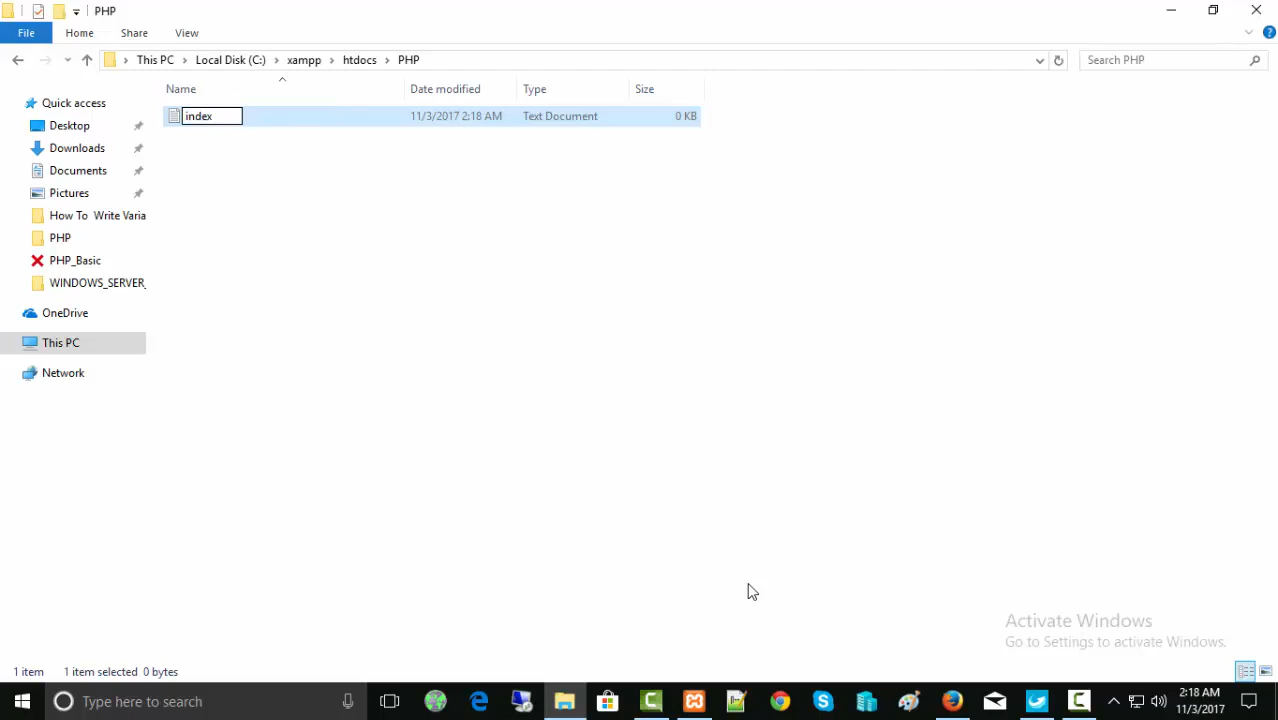 PHP
File Home Share View
This PC Local Disk (C:) xampp htdocs PHP Search PHP
Name Date modified Type Size
index 11/3/2017 2:18 AM Text Document 0 KB
Quick access
Desktop
Downloads
Documents
Pictures
How To Write Varia
PHP
PHP_Basic
WINDOWS_SERVER_
OneDrive
This PC
Network
Activate Windows
Go to Settings to activate Windows.
1 item 1 item selected 0 bytes
Type here to search
2:18 AM
11/3/2017